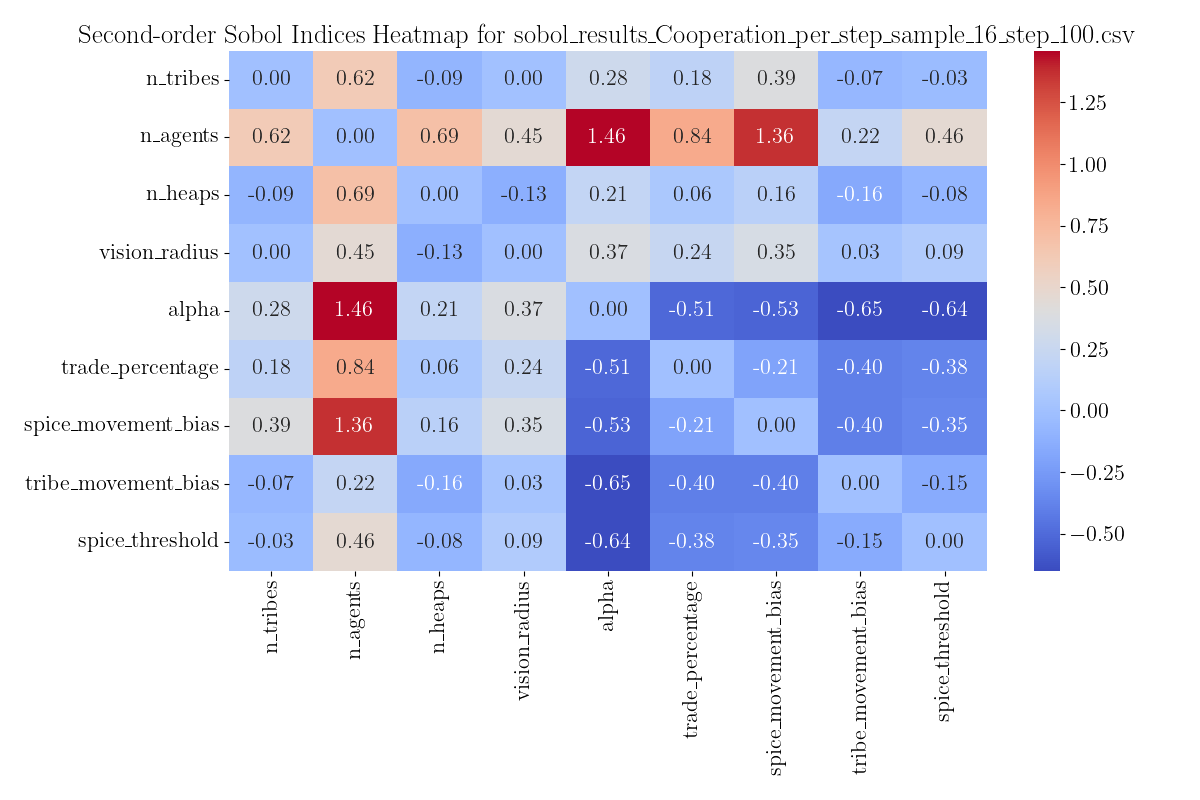 Second-order Sobol Indices Heatmap for sobol_results_Cooperation_per_step_sample_16_step_100.csv
n_tribes 0.00 0.62 -0.09 0.00 0.28 0.18 0.39 -0.07 -0.03
n_agents 0.62 0.00 0.69 0.45 1.46 0.84 1.36 0.22 0.46
n_heaps -0.09 0.69 0.00 -0.13 0.21 0.06 0.16 -0.16 -0.08
vision_radius 0.00 0.45 -0.13 0.00 0.37 0.24 0.35 0.03 0.09
alpha 0.28 1.46 0.21 0.37 0.00 -0.51 -0.53 -0.65 -0.64
trade_percentage 0.18 0.84 0.06 0.24 -0.51 0.00 -0.21 -0.40 -0.38
spice_movement_bias 0.39 1.36 0.16 0.35 -0.53 -0.21 0.00 -0.40 -0.35
tribe_movement_bias -0.07 0.22 -0.16 0.03 -0.65 -0.40 -0.40 0.00 -0.15
spice_threshold -0.03 0.46 -0.08 0.09 -0.64 -0.38 -0.35 -0.15 0.00
n_tribes
n_agents
n_heaps
vision_radius
alpha
trade_percentage
spice_movement_bias
tribe_movement_bias
spice_threshold
1.25
1.00
0.75
0.50
0.25
0.00
−0.25
−0.50